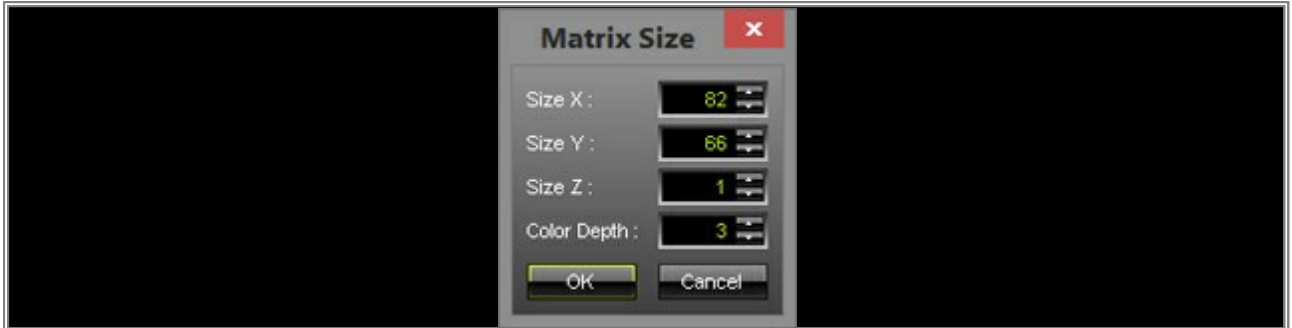 Matrix Size
Size X : 82
Size Y : 66
Size Z : 1
Color Depth : 3
OK Cancel